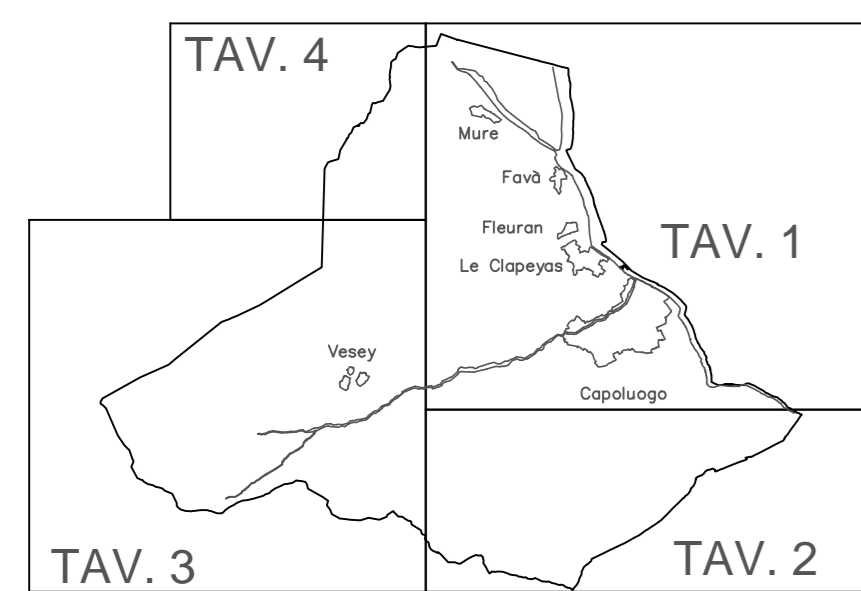 TAV. 4
Mure
Favà
Fleuran
TAV. 1
Le Clapeyas
Vesey
Capoluogo
TAV. 3
TAV. 2